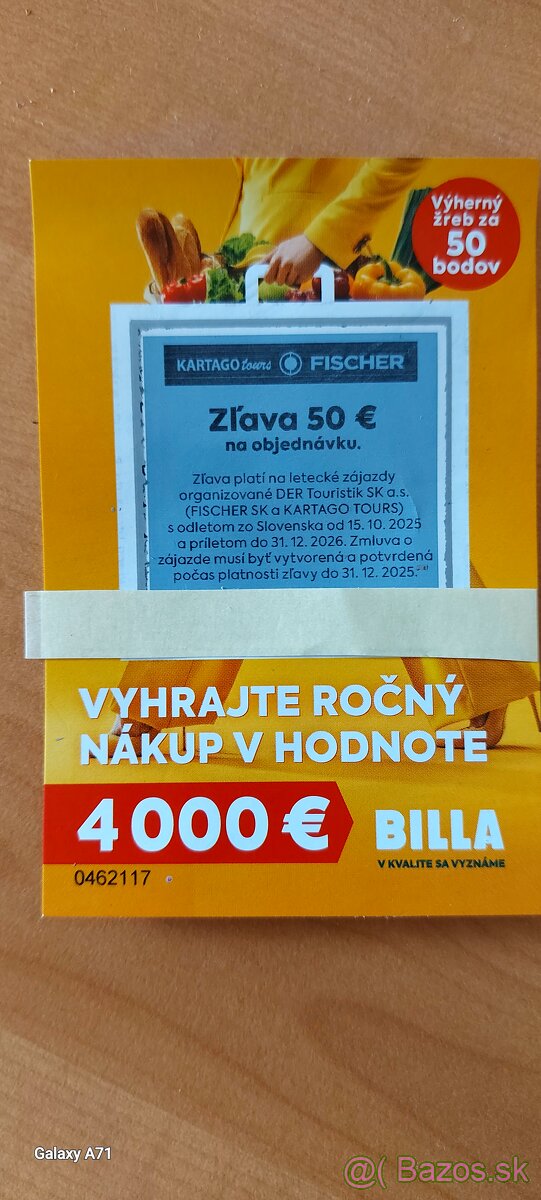 Výherný
žreb za
50
bodov
KARTAGO tours FISCHER
Zľava 50 €
na objednávku.
Zľava platí na letecké zájazdy
organizované DER Touristik SK a.s.
(FISCHER SK a KARTAGO TOURS)
s odletom zo Slovenska od 15. 10. 2025
a príletom do 31. 12. 2026. Zmluva o
zájazde musí byť vytvorená a potvrdená
počas platnosti zľavy do 31. 12. 2025.
VYHRAJTE ROČNÝ
NÁKUP V HODNOTE
4 000 €
BILLA
V KVALITE SA VYZNÁME
0462117
Galaxy A71
@( Bazos.sk